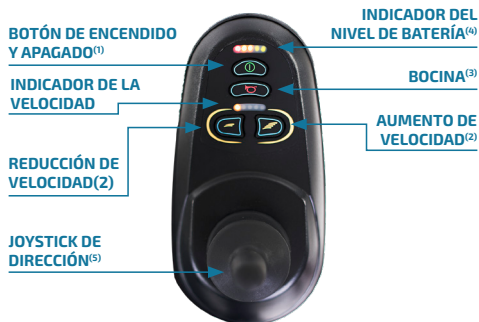 BOTÓN DE ENCENDIDO
Y APAGADO(1)
INDICADOR DE LA
VELOCIDAD
REDUCCIÓN DE
VELOCIDAD(2)
JOYSTICK DE
DIRECCIÓN(5)
INDICADOR DEL
NIVEL DE BATERÍA(4)
BOCINA(3)
AUMENTO DE
VELOCIDAD(2)